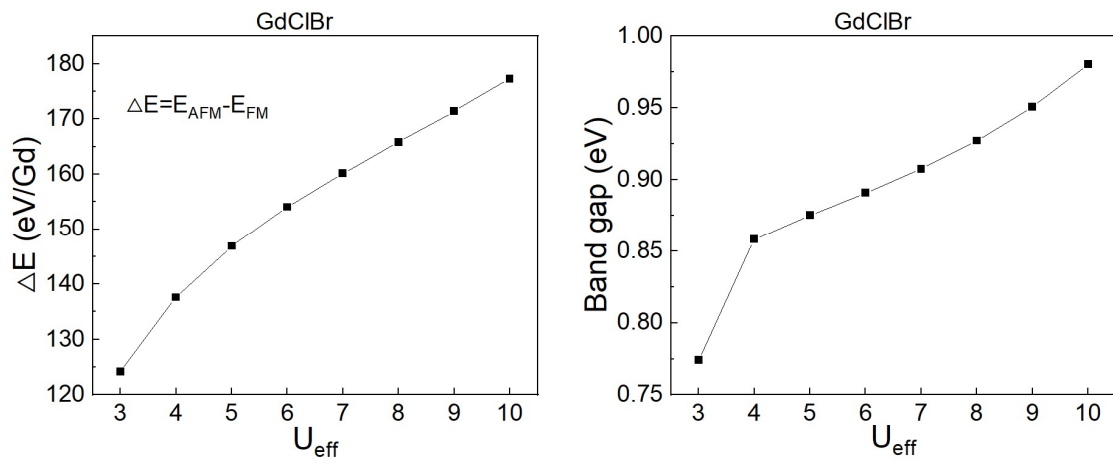 GdClBr
△E=E_AFM-E_FM
△E (eV/Gd)
180
170
160
150
140
130
120
3 4 5 6 7 8 9 10
U_eff
GdClBr
Band gap (eV)
1.00
0.95
0.90
0.85
0.80
0.75
3 4 5 6 7 8 9 10
U_eff